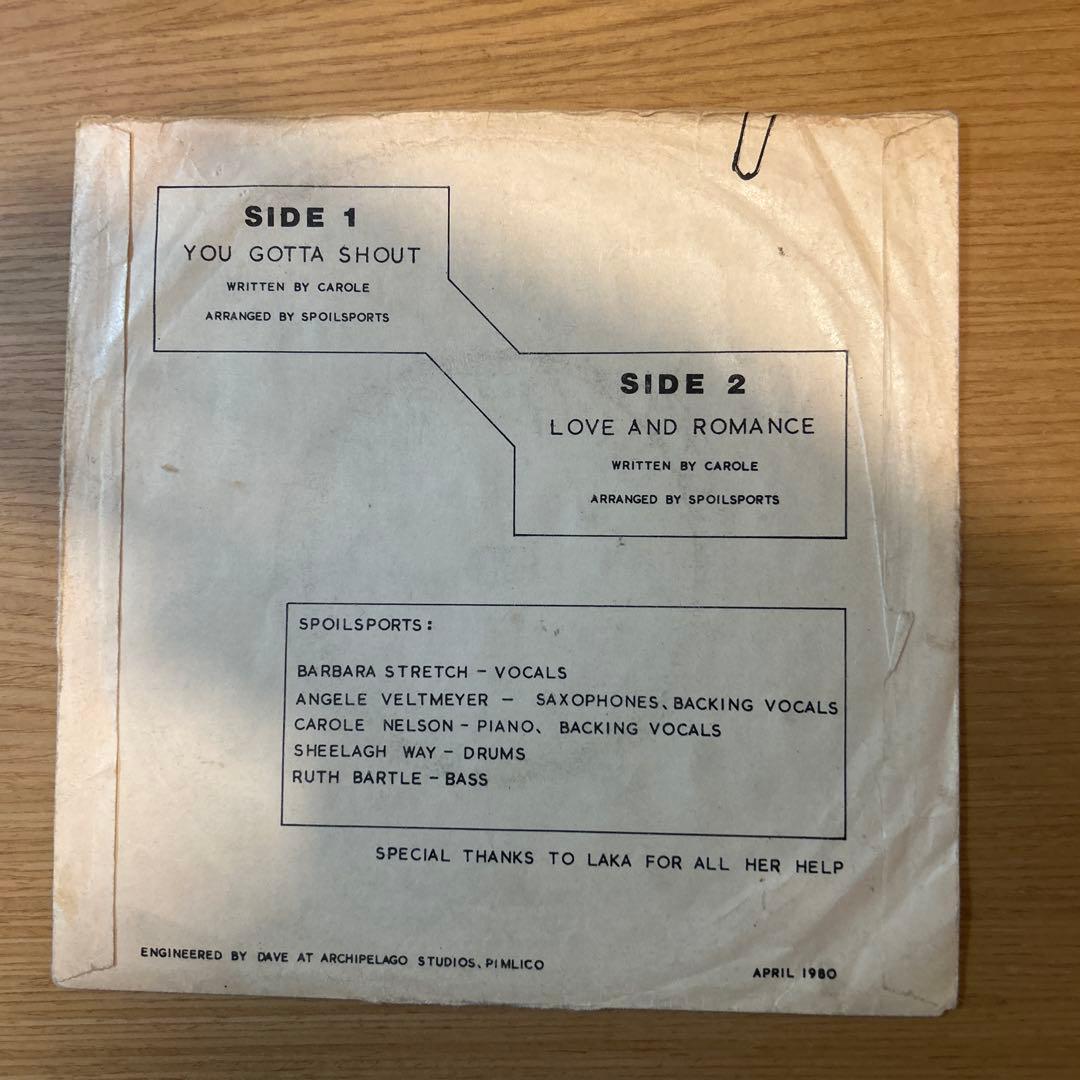 SIDE 1
YOU GOTTA SHOUT
WRITTEN BY CAROLE
ARRANGED BY SPOILSPORTS
SIDE 2
LOVE AND ROMANCE
WRITTEN BY CAROLE
ARRANGED BY SPOILSPORTS
SPOILSPORTS:
BARBARA STRETCH - VOCALS
ANGELE VELTMEYER - SAXOPHONES, BACKING VOCALS
CAROLE NELSON - PIANO, BACKING VOCALS
SHEELAGH WAY - DRUMS
RUTH BARTLE - BASS
SPECIAL THANKS TO LAKA FOR ALL HER HELP
ENGINEERED BY DAVE AT ARCHIPELAGO STUDIOS, PIMLICO
APRIL 1980